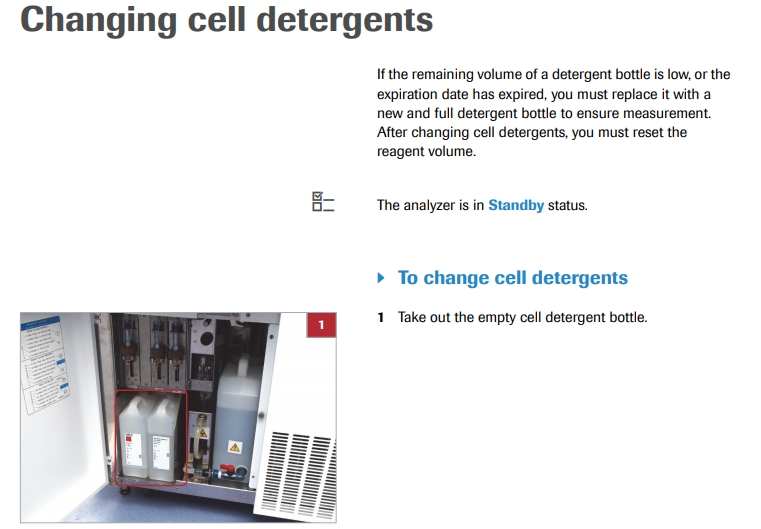 Changing cell detergents
If the remaining volume of a detergent bottle is low, or the
expiration date has expired, you must replace it with a
new and full detergent bottle to ensure measurement.
After changing cell detergents, you must reset the
reagent volume.
The analyzer is in Standby status.
To change cell detergents
1 Take out the empty cell detergent bottle.
1